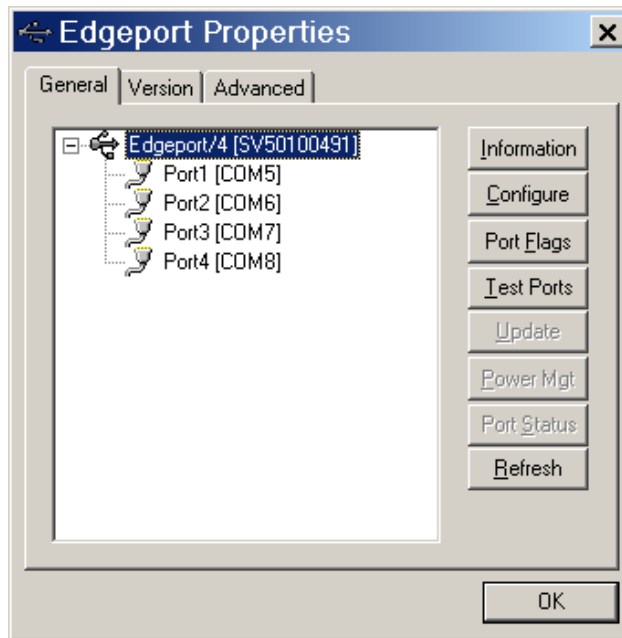 Edgeport Properties
General Version Advanced
Edgeport/4 [SV50100491]
Port1 [COM5]
Port2 [COM6]
Port3 [COM7]
Port4 [COM8]
Information
Configure
Port Flags
Test Ports
Update
Power Mgt
Port Status
Refresh
OK